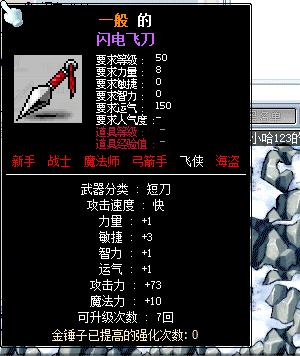 一般 的
闪电飞刀
要求等级 : 50
要求力量 : 8
要求敏捷 : 0
要求智力 : 0
要求运气 : 150
要求人气度 : -
道具等级 : -
道具经验值 : -
新手 战士 魔法师 弓箭手 飞侠 海盗
武器分类 : 短刀
攻击速度 : 快
力量 : +1
敏捷 : +3
智力 : +1
运气 : +1
攻击力 : +73
魔法力 : +10
可升级次数 : 7回
金锤子已提高的强化次数: 0
名单
小哈123的